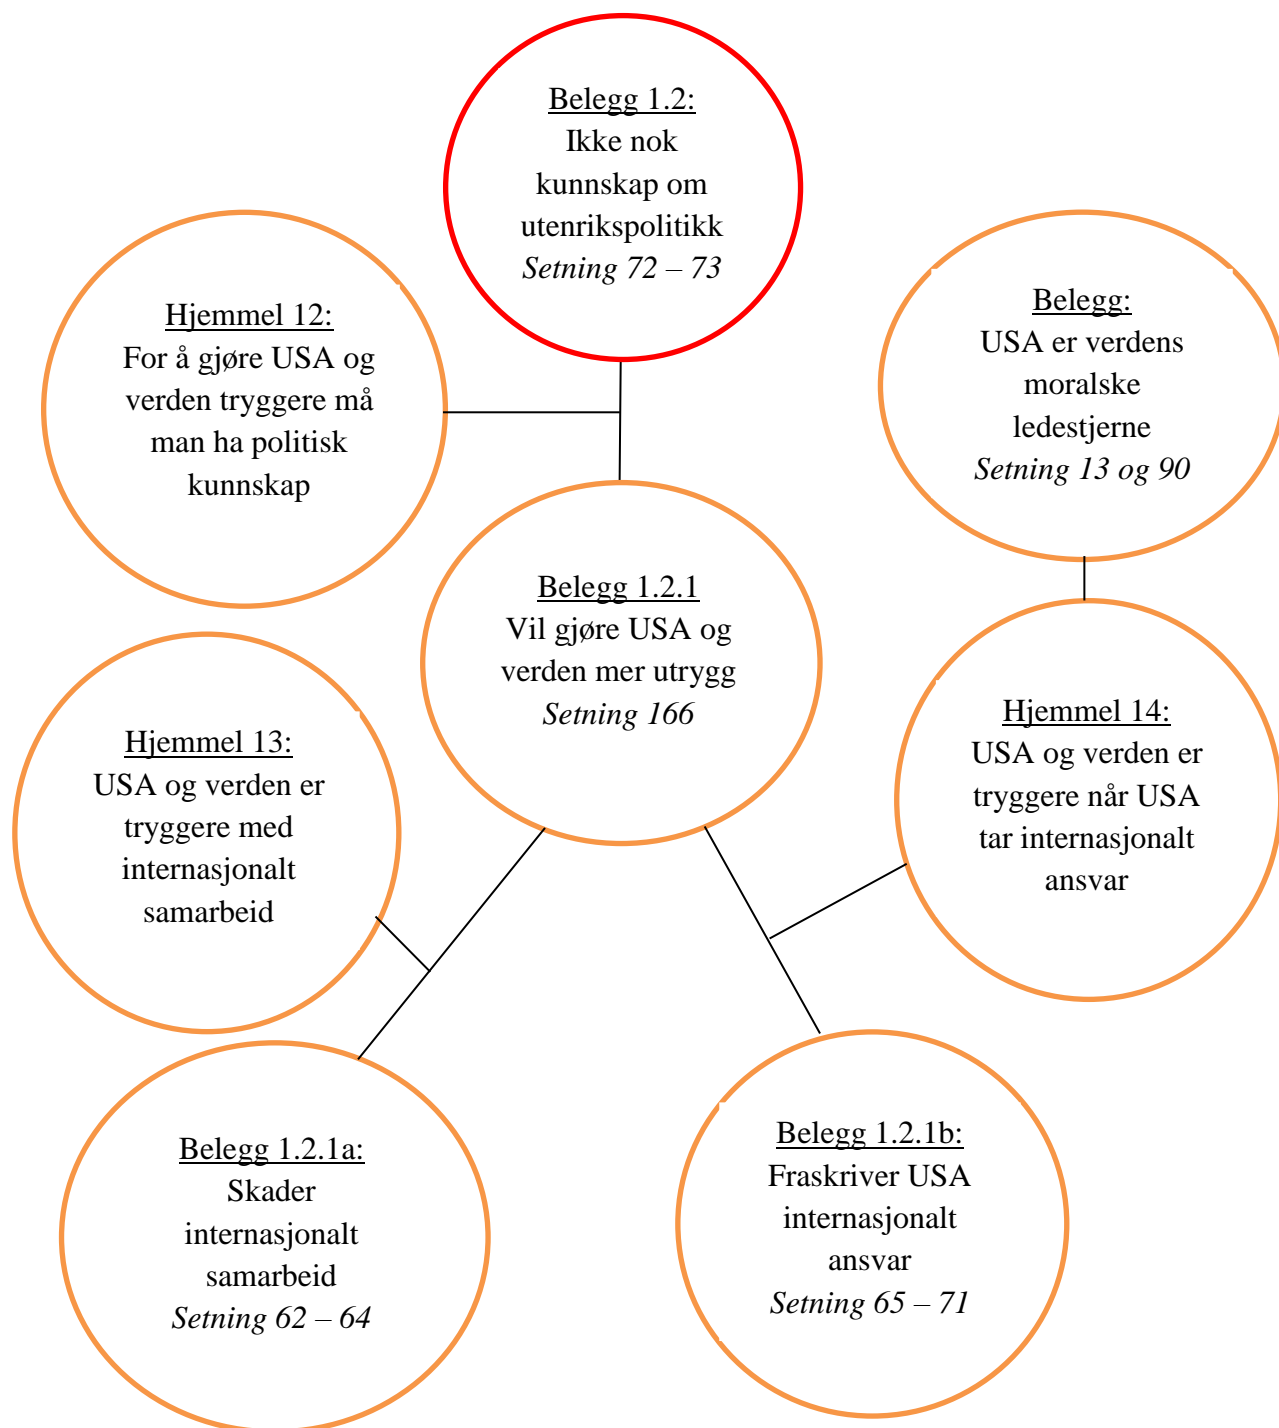 Belegg 1.2:
Ikke nok
kunnskap om
utenrikspolitikk
Setning 72 – 73
Hjemmel 12:
For å gjøre USA og
verden tryggere må
man ha politisk
kunnskap
Belegg:
USA er verdens
moralske
ledestjerne
Setning 13 og 90
Belegg 1.2.1
Vil gjøre USA og
verden mer utrygg
Setning 166
Hjemmel 13:
USA og verden er
tryggere med
internasjonalt
samarbeid
Hjemmel 14:
USA og verden er
tryggere når USA
tar internasjonalt
ansvar
Belegg 1.2.1a:
Skader
internasjonalt
samarbeid
Setning 62 – 64
Belegg 1.2.1b:
Fraskriver USA
internasjonalt
ansvar
Setning 65 – 71